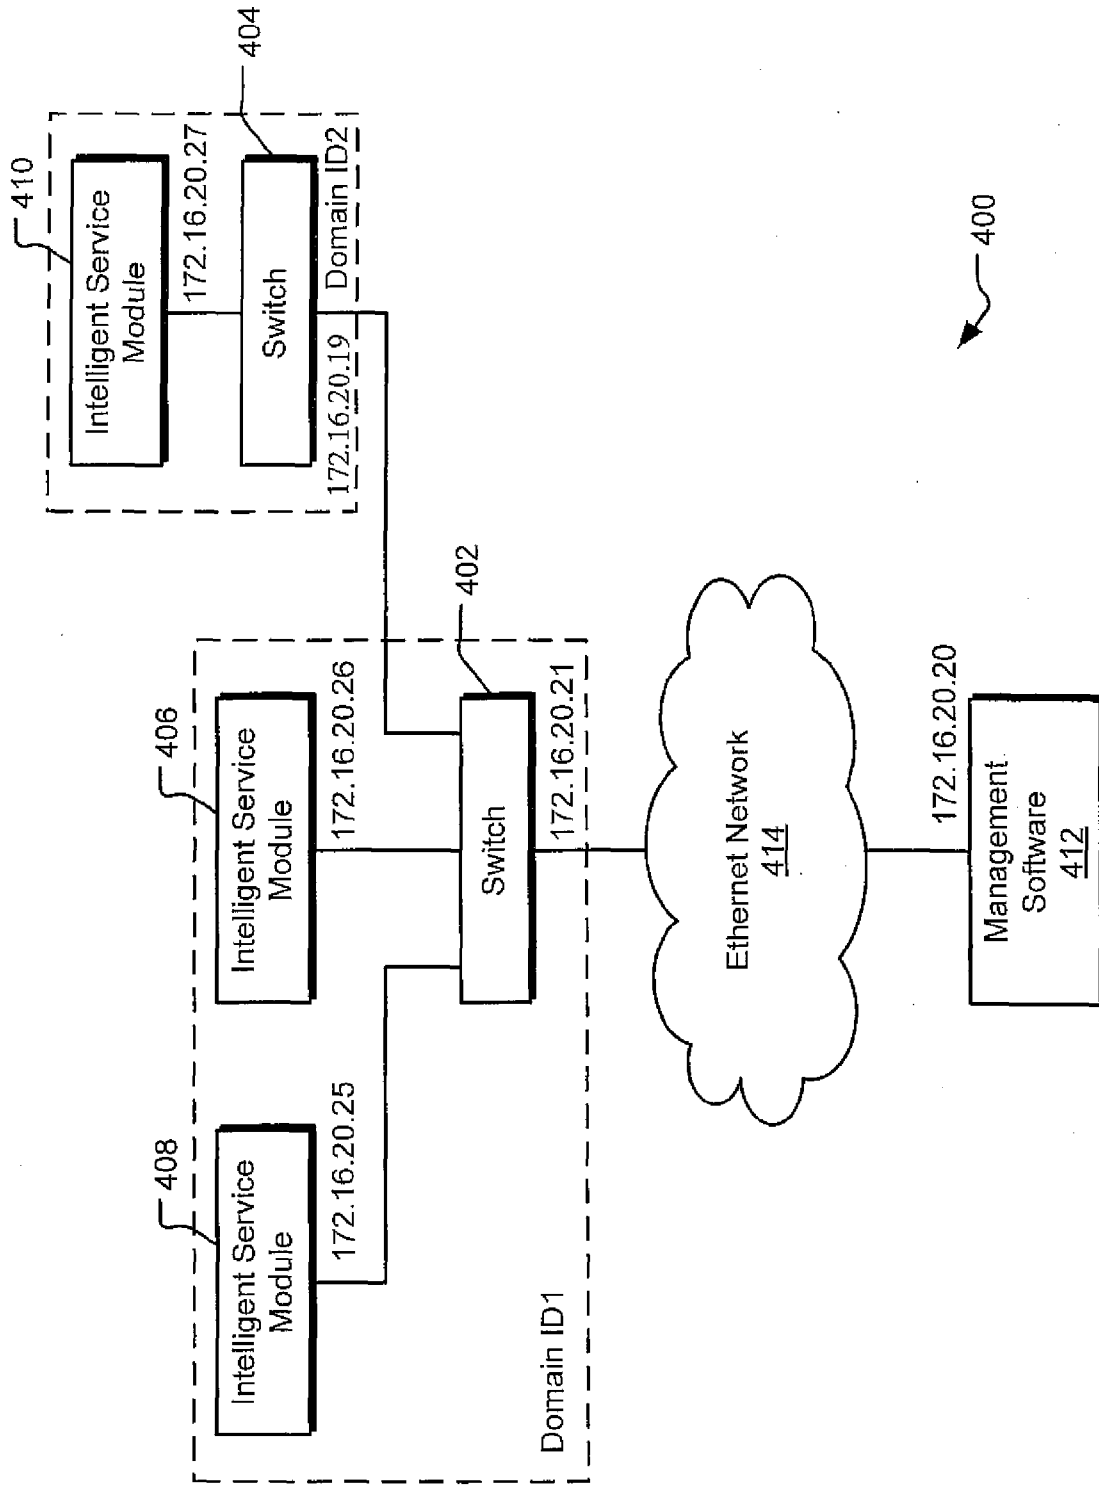 408
Intelligent Service
Module
172.16.20.25
406
Intelligent Service
Module
172.16.20.26
410
Intelligent Service
Module
172.16.20.27
404
Switch
172.16.20.19
Domain ID2
402
Switch
172.16.20.21
Domain ID1
Ethernet Network
414
172.16.20.20
Management
Software
412
400